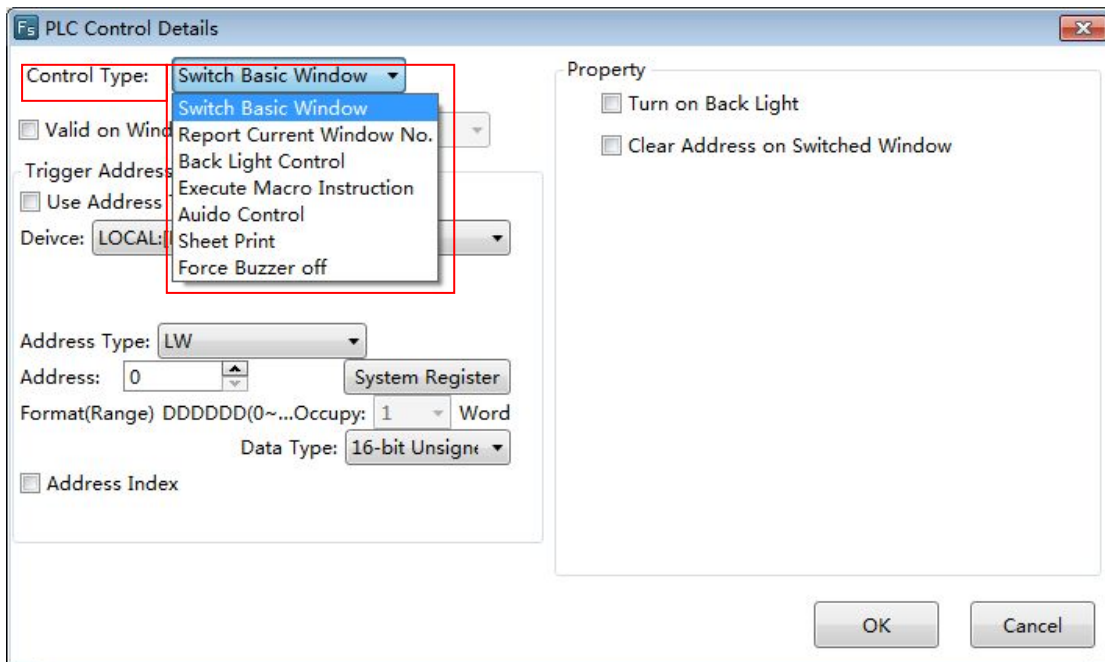 Fs PLC Control Details
Control Type: Switch Basic Window
Switch Basic Window
Report Current Window No.
Back Light Control
Execute Macro Instruction
Auido Control
Sheet Print
Force Buzzer off
Valid on Wind
Trigger Address
Use Address
Deivce: LOCAL:[
Address Type: LW
Address: 0 System Register
Format(Range) DDDDDD(0~...Occupy: 1 Word
Data Type: 16-bit Unsigne
Address Index
Property
Turn on Back Light
Clear Address on Switched Window
OK Cancel